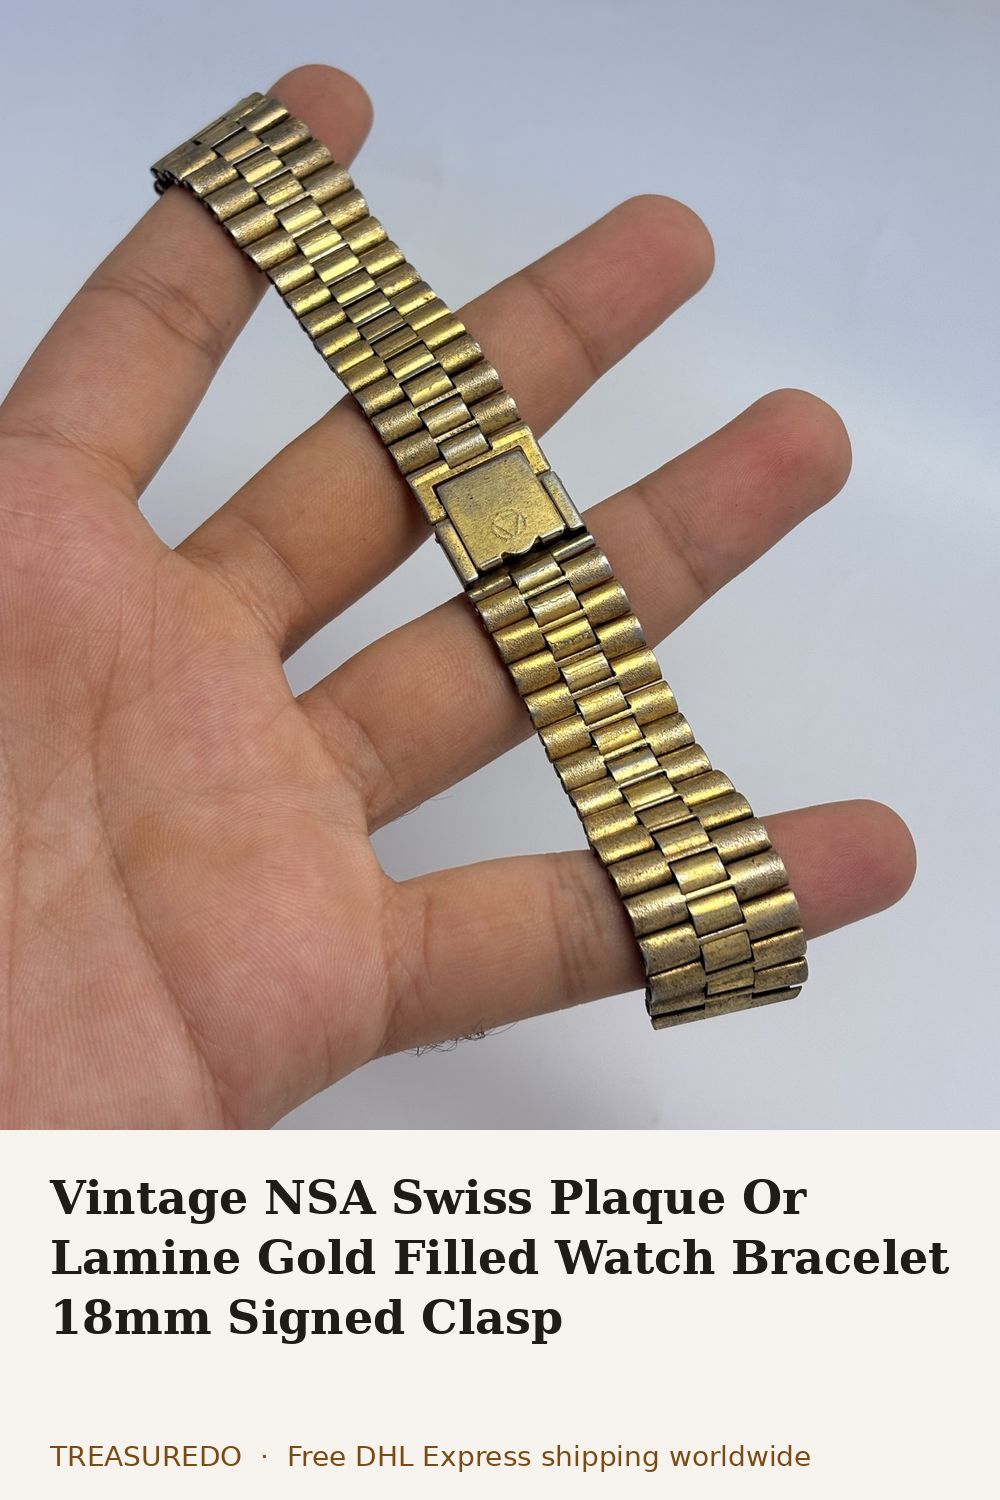 Vintage NSA Swiss Plaque Or
Lamine Gold Filled Watch Bracelet
18mm Signed Clasp
TREASUREDO · Free DHL Express shipping worldwide